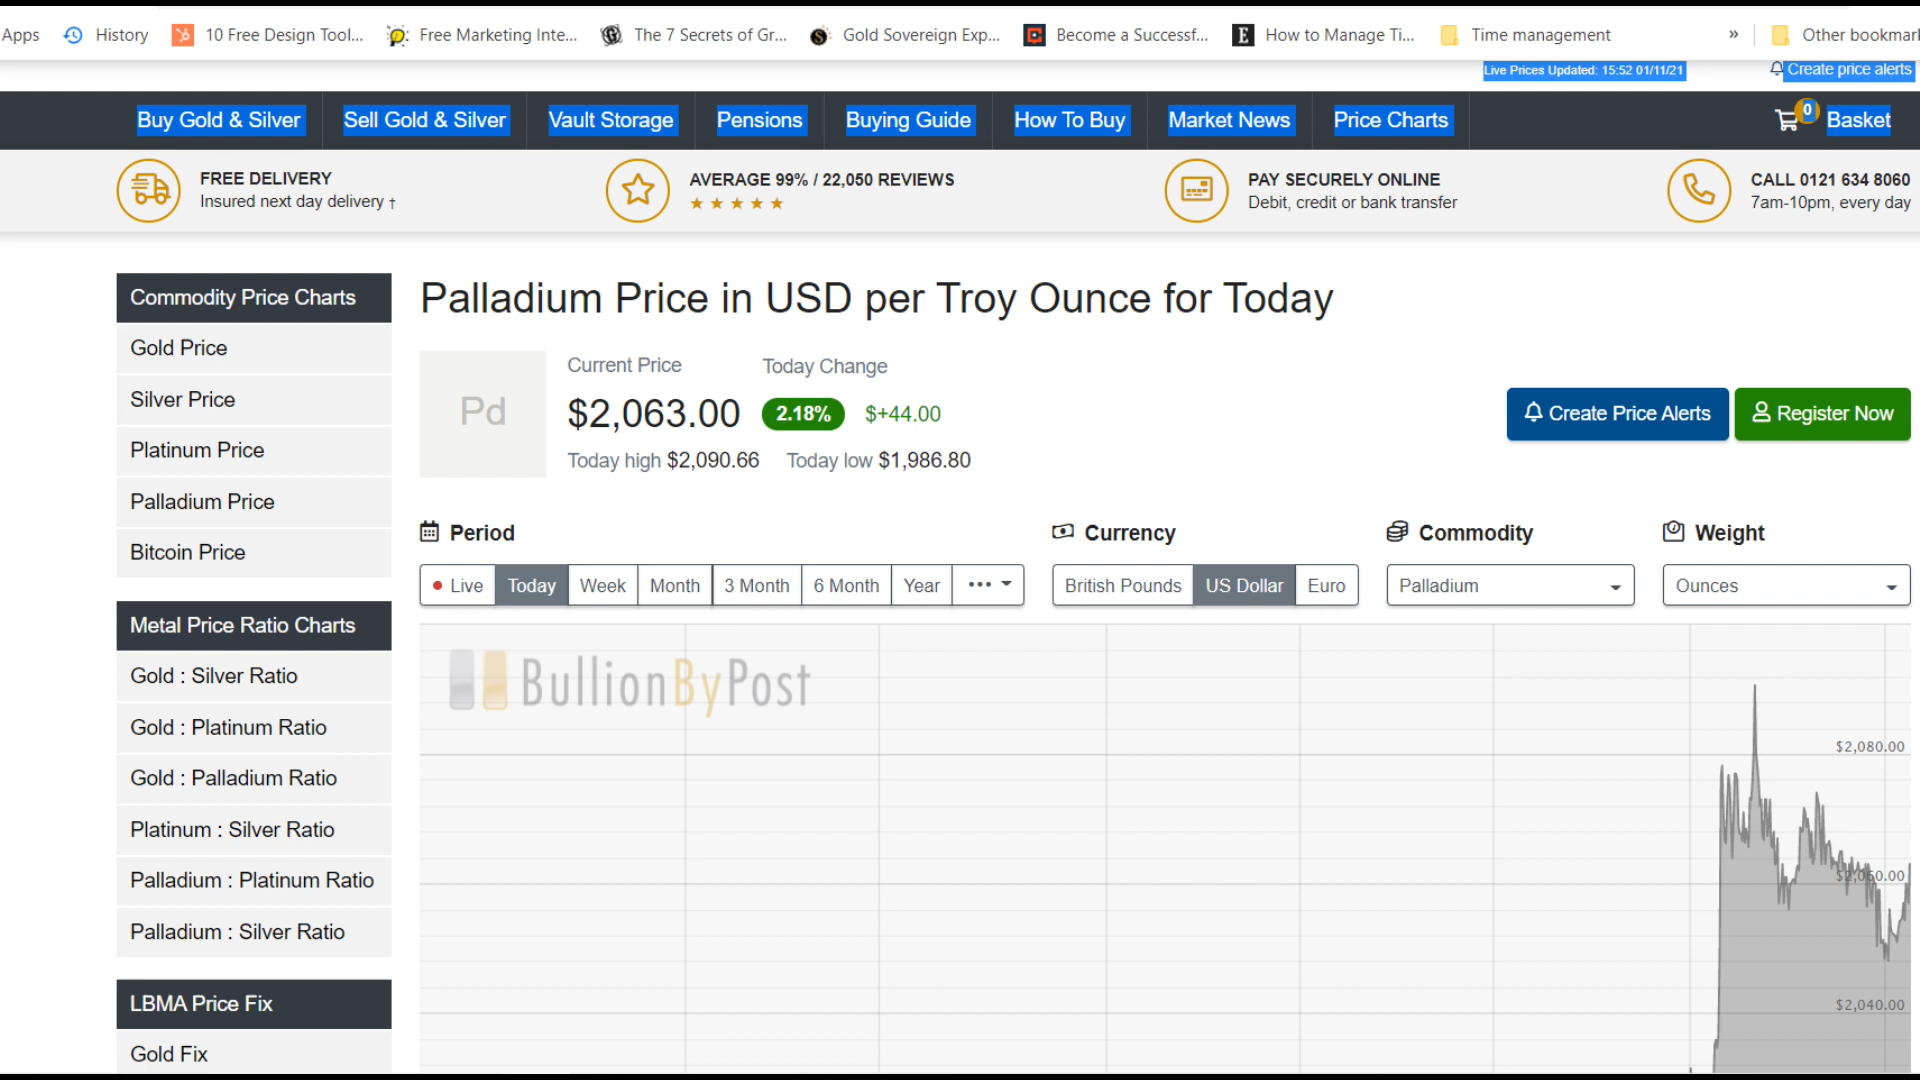 Apps History 10 Free Design Tool... Free Marketing Inte... The 7 Secrets of Gr... Gold Sovereign Exp... Become a Successf... How to Manage Ti... Time management » Other bookmark
Live Prices Updated: 15:52 01/11/21 Create price alerts
Buy Gold & Silver Sell Gold & Silver Vault Storage Pensions Buying Guide How To Buy Market News Price Charts 0 Basket
FREE DELIVERY
Insured next day delivery †
AVERAGE 99% / 22,050 REVIEWS
PAY SECURELY ONLINE
Debit, credit or bank transfer
CALL 0121 634 8060
7am-10pm, every day
Commodity Price Charts
Gold Price
Silver Price
Platinum Price
Palladium Price
Bitcoin Price
Metal Price Ratio Charts
Gold : Silver Ratio
Gold : Platinum Ratio
Gold : Palladium Ratio
Platinum : Silver Ratio
Palladium : Platinum Ratio
Palladium : Silver Ratio
LBMA Price Fix
Gold Fix
Palladium Price in USD per Troy Ounce for Today
Pd
Current Price Today Change
$2,063.00 2.18% $+44.00
Today high $2,090.66 Today low $1,986.80
Create Price Alerts Register Now
Period Currency Commodity Weight
Live Today Week Month 3 Month 6 Month Year ••• British Pounds US Dollar Euro Palladium Ounces
BullionByPost
$2,080.00
$2,060.00
$2,040.00